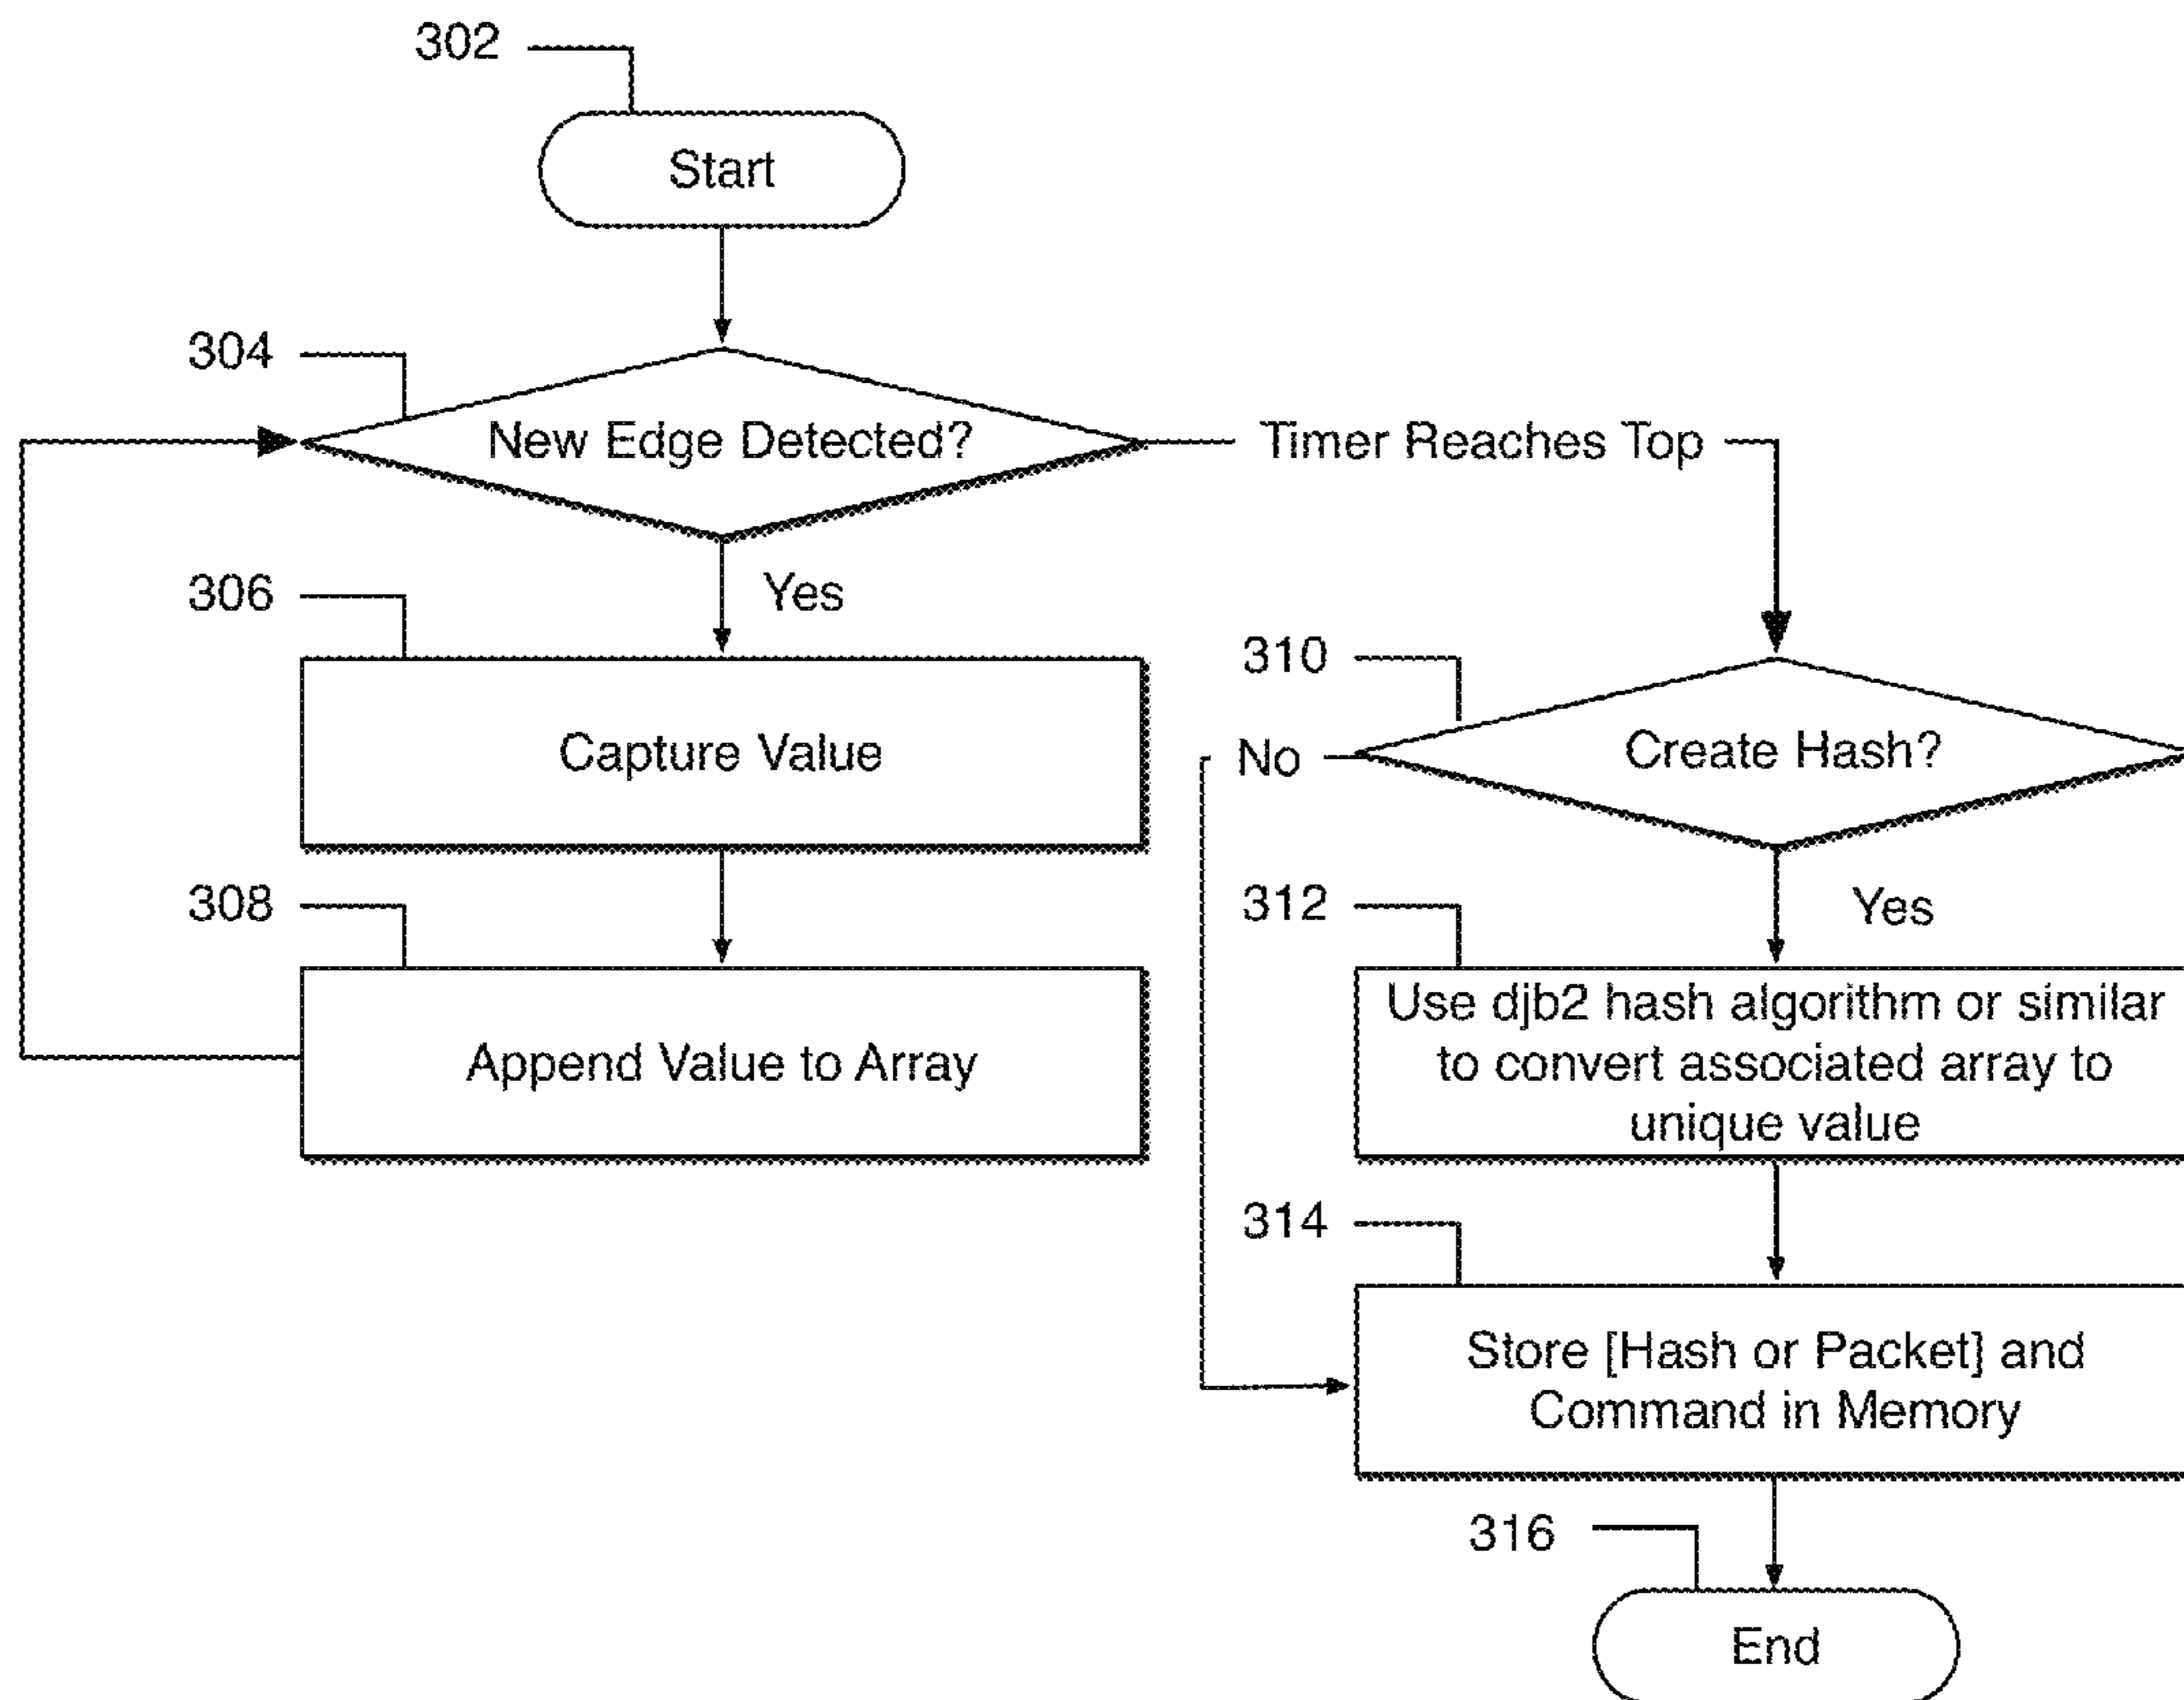 302
Start
304
New Edge Detected?
Timer Reaches Top
306
Yes
Capture Value
310
No
Create Hash?
308
Append Value to Array
312
Yes
Use djb2 hash algorithm or similar
to convert associated array to
unique value
314
Store [Hash or Packet] and
Command in Memory
316
End